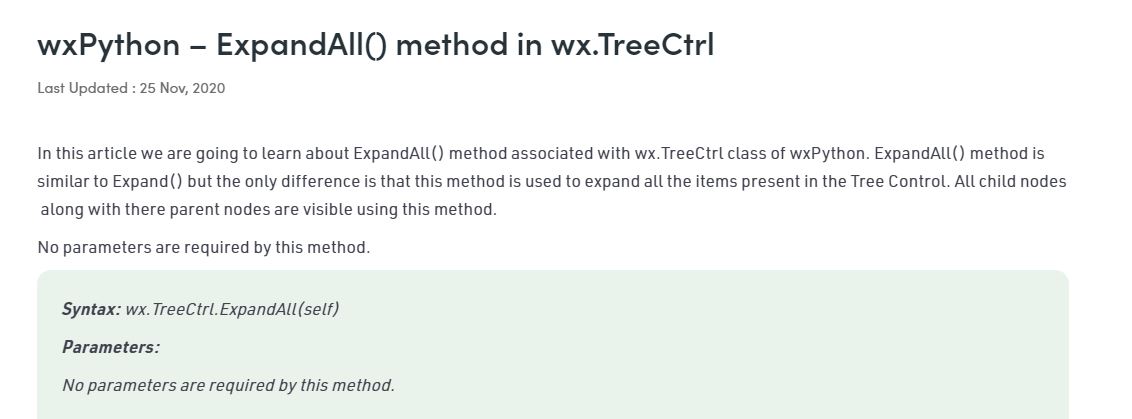 wxPython – ExpandAll() method in wx.TreeCtrl
Last Updated : 25 Nov, 2020
In this article we are going to learn about ExpandAll() method associated with wx.TreeCtrl class of wxPython. ExpandAll() method is
similar to Expand() but the only difference is that this method is used to expand all the items present in the Tree Control. All child nodes
along with there parent nodes are visible using this method.
No parameters are required by this method.
Syntax: wx.TreeCtrl.ExpandAll(self)
Parameters:
No parameters are required by this method.